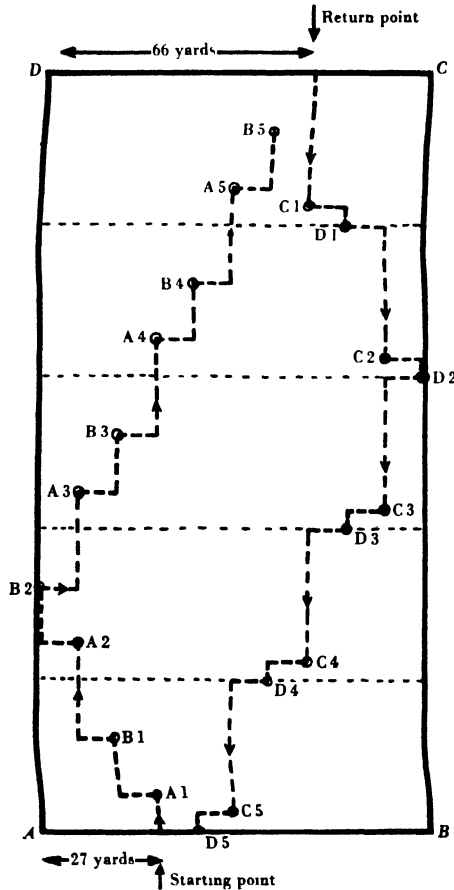 Return point
66 yards
D
C
B 5
A 5
C 1
D 1
B 4
A 4
C 2
D 2
B 3
A 3
C 3
D 3
B 2
A 2
C 4
D 4
B 1
A 1
C 5
A
D 5
B
27 yards
Starting point